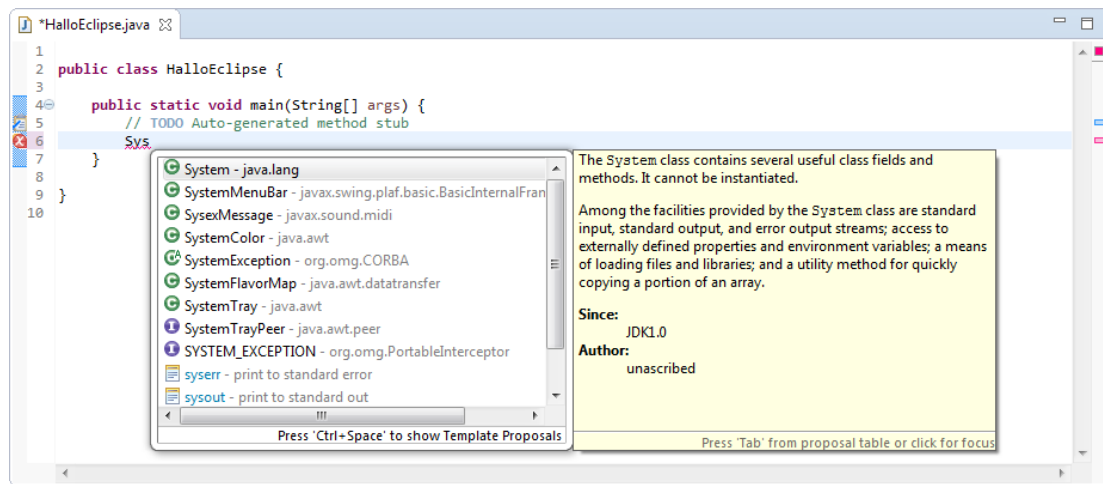 *HalloEclipse.java
1
2 public class HalloEclipse {
3
4 public static void main(String[] args) {
5 // TODO Auto-generated method stub
6 Sys
7 }
8
9 }
10
System - java.lang
SystemMenuBar - javax.swing.plaf.basic.BasicInternalFran
SysexMessage - javax.sound.midi
SystemColor - java.awt
SystemException - org.omg.CORBA
SystemFlavorMap - java.awt.datatransfer
SystemTray - java.awt
SystemTrayPeer - java.awt.peer
SYSTEM_EXCEPTION - org.omg.PortableInterceptor
syserr - print to standard error
sysout - print to standard out
Press 'Ctrl+Space' to show Template Proposals
The System class contains several useful class fields and
methods. It cannot be instantiated.
Among the facilities provided by the System class are standard
input, standard output, and error output streams; access to
externally defined properties and environment variables; a means
of loading files and libraries; and a utility method for quickly
copying a portion of an array.
Since:
JDK1.0
Author:
unascribed
Press 'Tab' from proposal table or click for focus